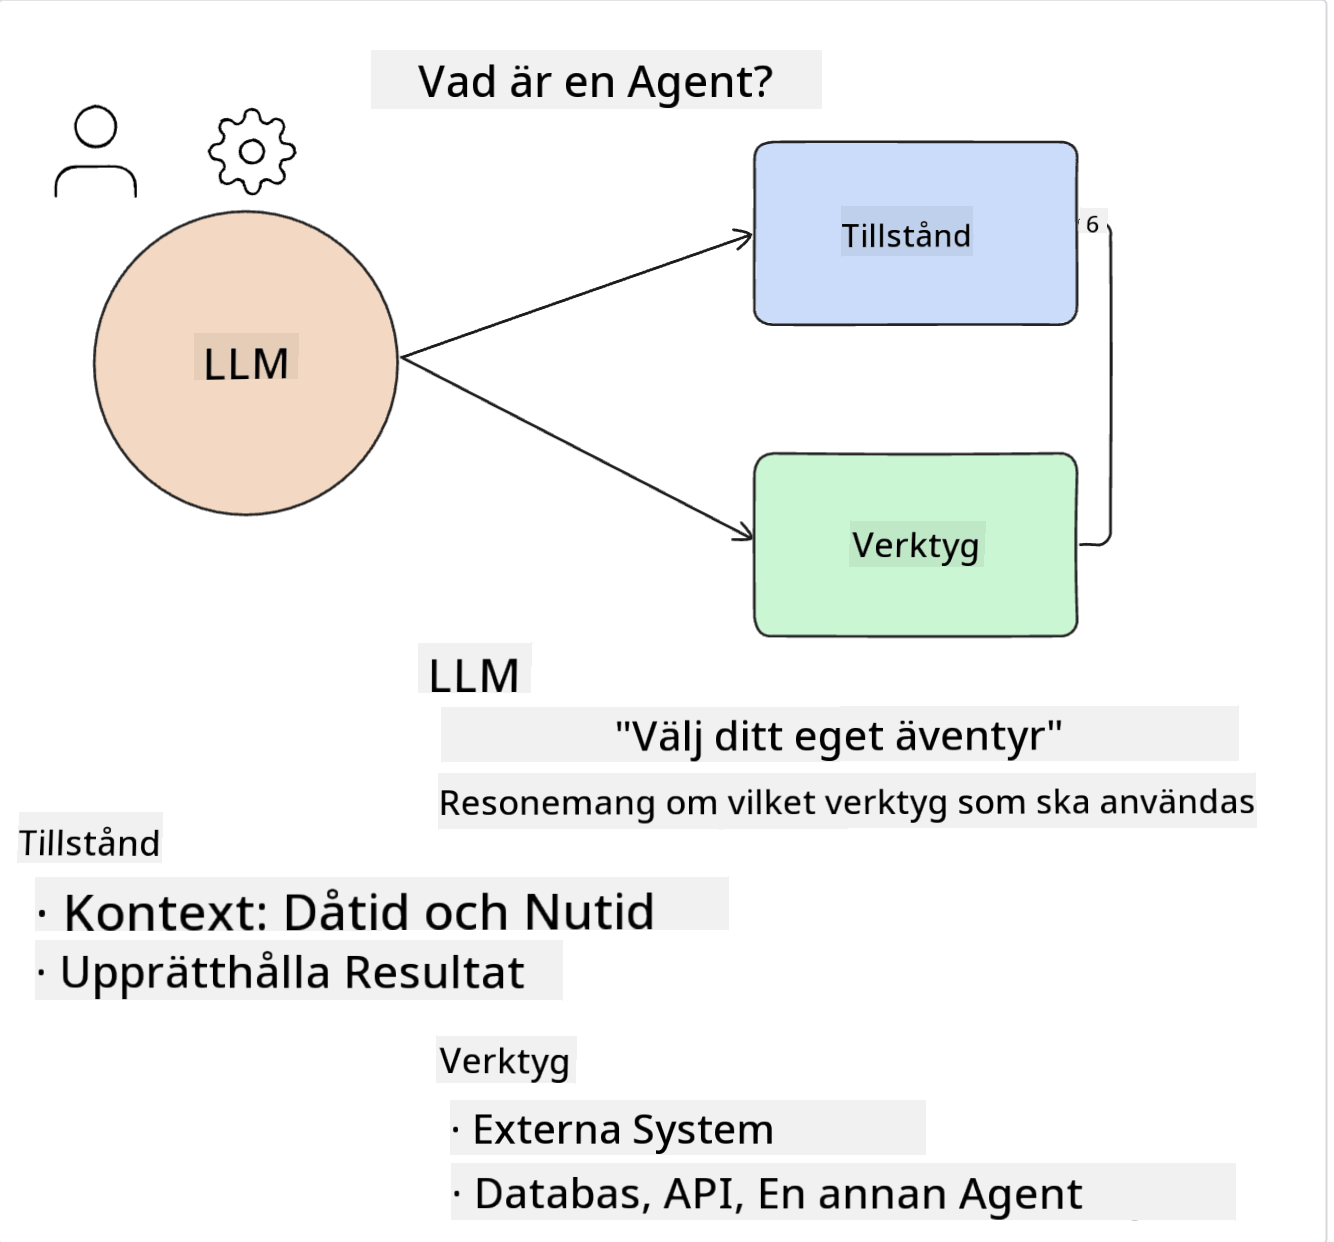 Vad är en Agent?
Tillstånd
6
LLM
Verktyg
LLM
"Välj ditt eget äventyr"
Resonemang om vilket verktyg som ska användas
Tillstånd
· Kontext: Dåtid och Nutid
· Upprätthålla Resultat
Verktyg
· Externa System
· Databas, API, En annan Agent